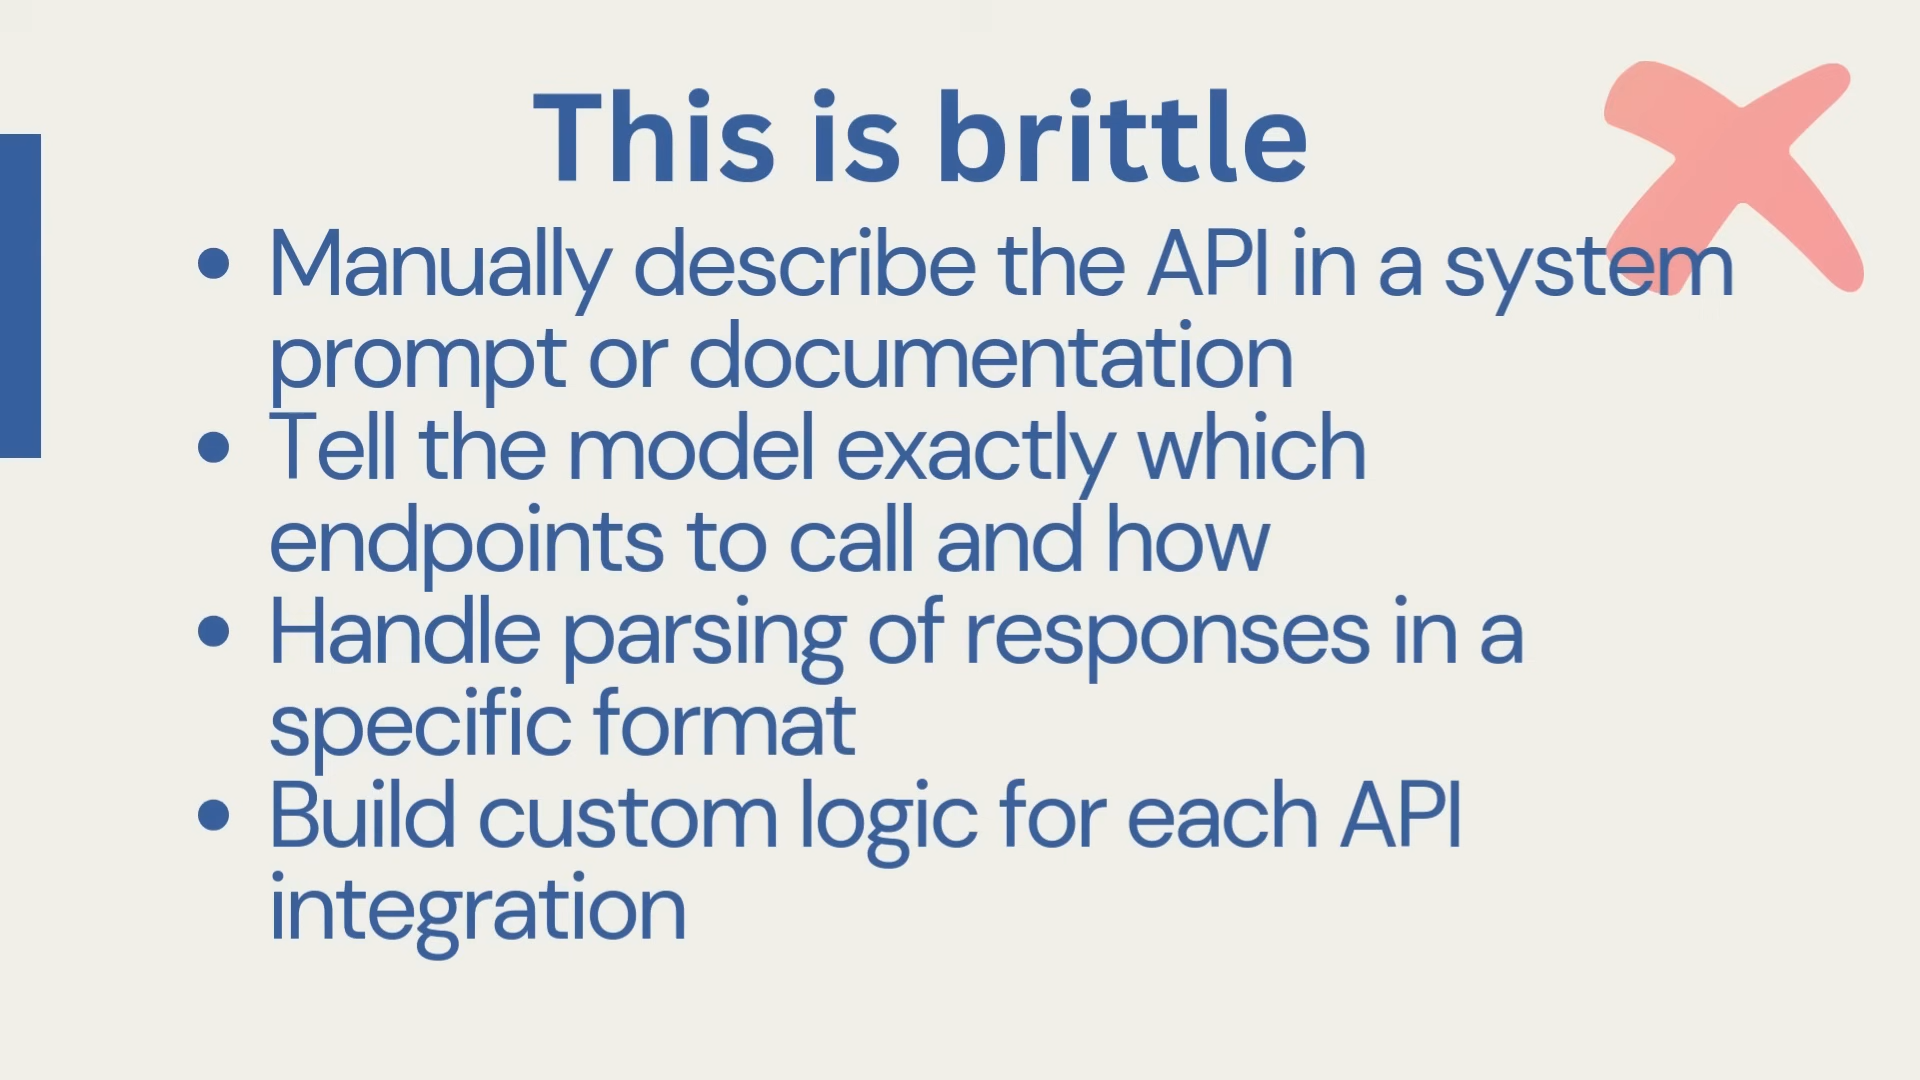 This is brittle
• Manually describe the API in a system
prompt or documentation
• Tell the model exactly which
endpoints to call and how
• Handle parsing of responses in a
specific format
• Build custom logic for each API
integration